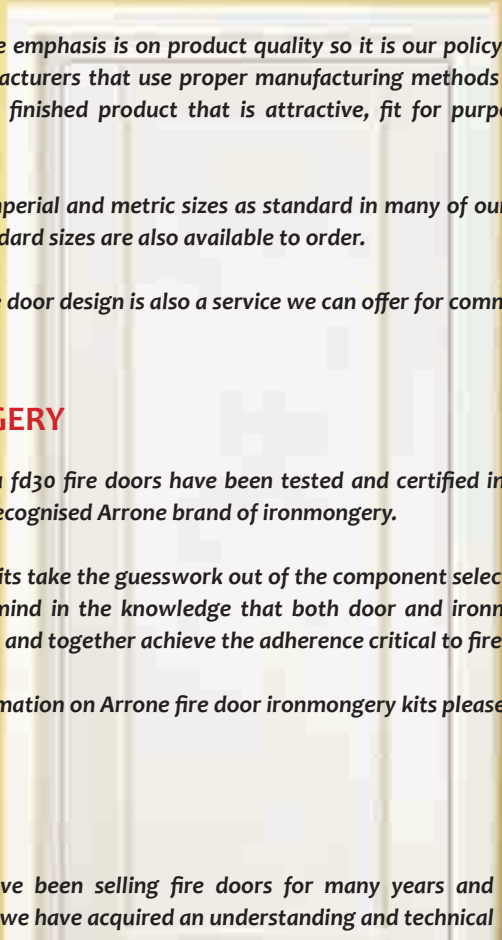 e emphasis is on product quality so it is our policy
acturers that use proper manufacturing methods
finished product that is attractive, fit for purp
nperial and metric sizes as standard in many of our
dard sizes are also available to order.
e door design is also a service we can offer for comm
GERY
a fd30 fire doors have been tested and certified in
ecognised Arrone brand of ironmongery.
its take the guesswork out of the component selec
mind in the knowledge that both door and ironn
and together achieve the adherence critical to fire
mation on Arrone fire door ironmongery kits please
ve been selling fire doors for many years and
we have acquired an understanding and technical